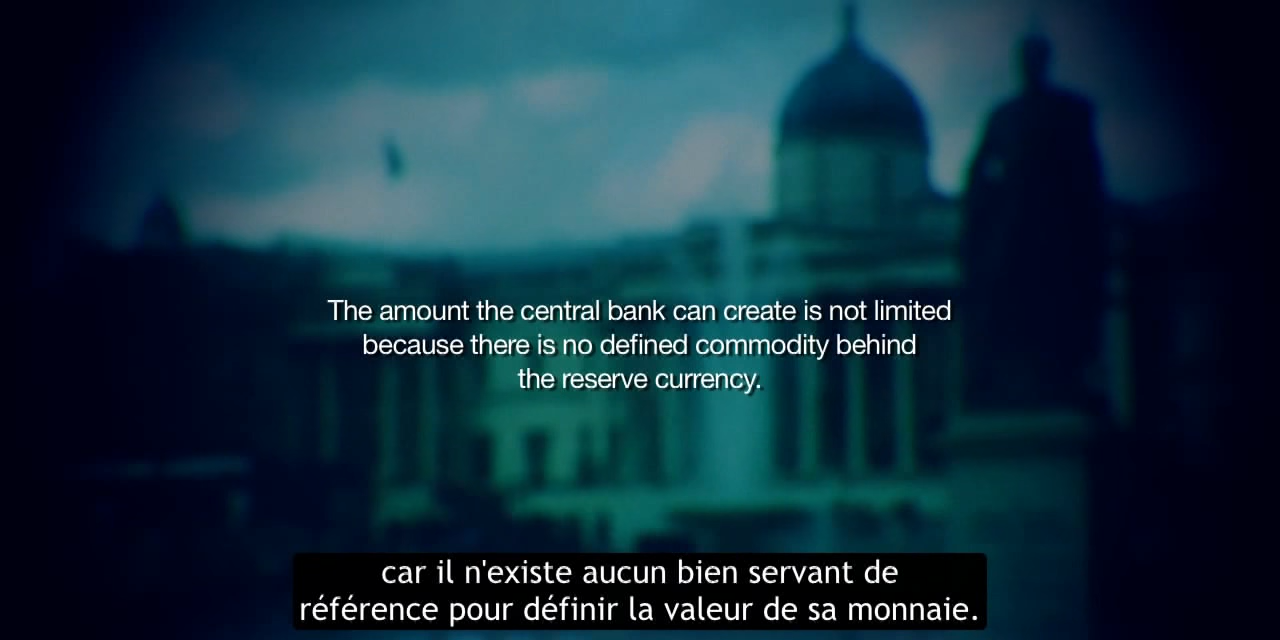 The amount the central bank can create is not limited
because there is no defined commodity behind
the reserve currency.
car il n'existe aucun bien servant de
référence pour définir la valeur de sa monnaie.